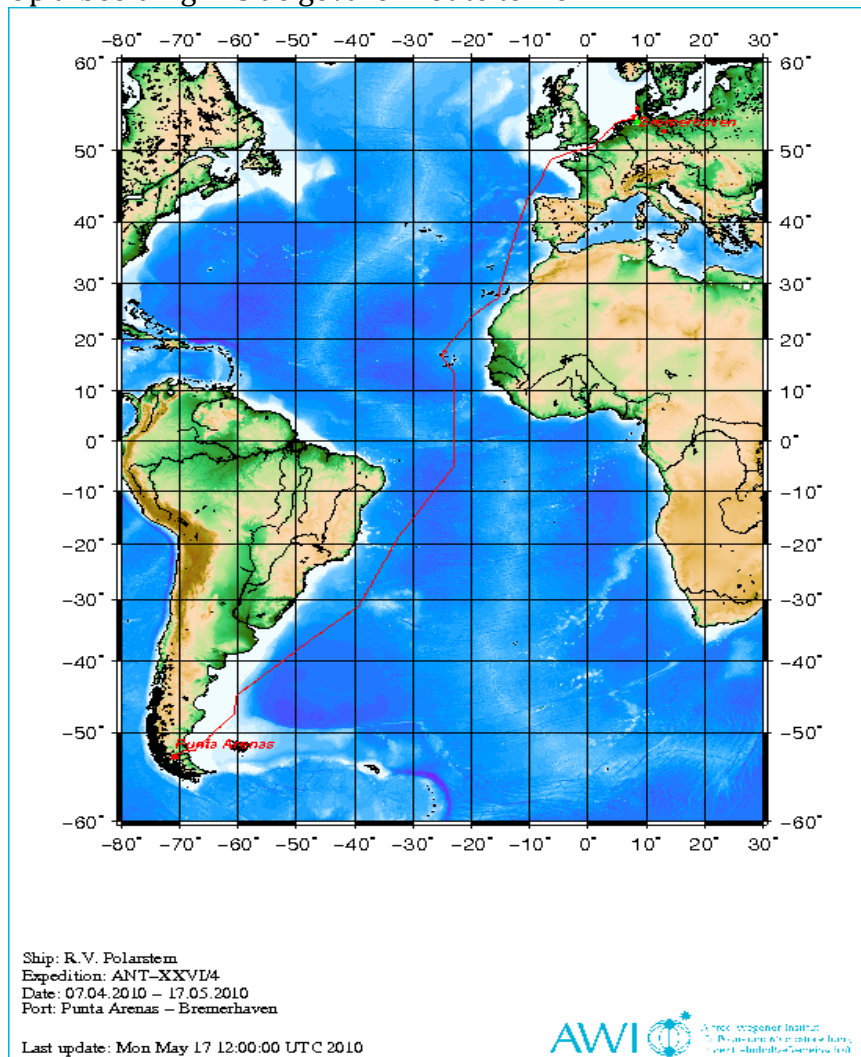 -80° -70° -60° -50° -40° -30° -20° -10° 0° 10° 20° 30°
60° 60°
Bremerhaven
50° 50°
40° 40°
30° 30°
20° 20°
10° 10°
0° 0°
-10° -10°
-20° -20°
-30° -30°
-40° -40°
-50° -50°
Punta Arenas
-60° -60°
-80° -70° -60° -50° -40° -30° -20° -10° 0° 10° 20° 30°
Ship: R.V. Polarstern
Expedition: ANT-XXVI/4
Date: 07.04.2010 - 17.05.2010
Port: Punta Arenas - Bremerhaven
Last update: Mon May 17 12:00:00 UTC 2010
AWI